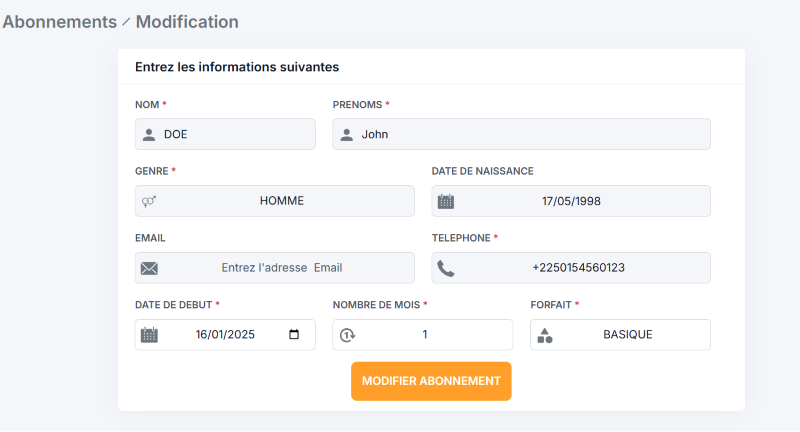 Abonnements / Modification
Entrez les informations suivantes
NOM * PRENOMS *
DOE John
GENRE * DATE DE NAISSANCE
HOMME 17/05/1998
EMAIL TELEPHONE *
Entrez l'adresse Email +2250154560123
DATE DE DEBUT * NOMBRE DE MOIS * FORFAIT *
16/01/2025 1 BASIQUE
MODIFIER ABONNEMENT